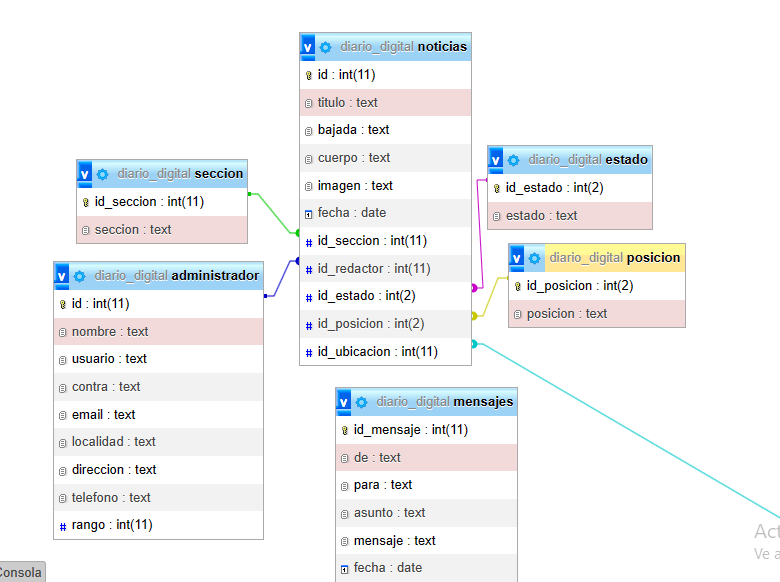 diario_digital noticias
id : int(11)
titulo : text
bajada : text
cuerpo : text
imagen : text
fecha : date
id_seccion : int(11)
id_redactor : int(11)
id_estado : int(2)
id_posicion : int(2)
id_ubicacion : int(11)
diario_digital seccion
id_seccion : int(11)
seccion : text
diario_digital estado
id_estado : int(2)
estado : text
diario_digital administrador
id : int(11)
nombre : text
usuario : text
contra : text
email : text
localidad : text
direccion : text
telefono : text
rango : int(11)
diario_digital posicion
id_posicion : int(2)
posicion : text
diario_digital mensajes
id_mensaje : int(11)
de : text
para : text
asunto : text
mensaje : text
fecha : date
Act
Ve a
Consola